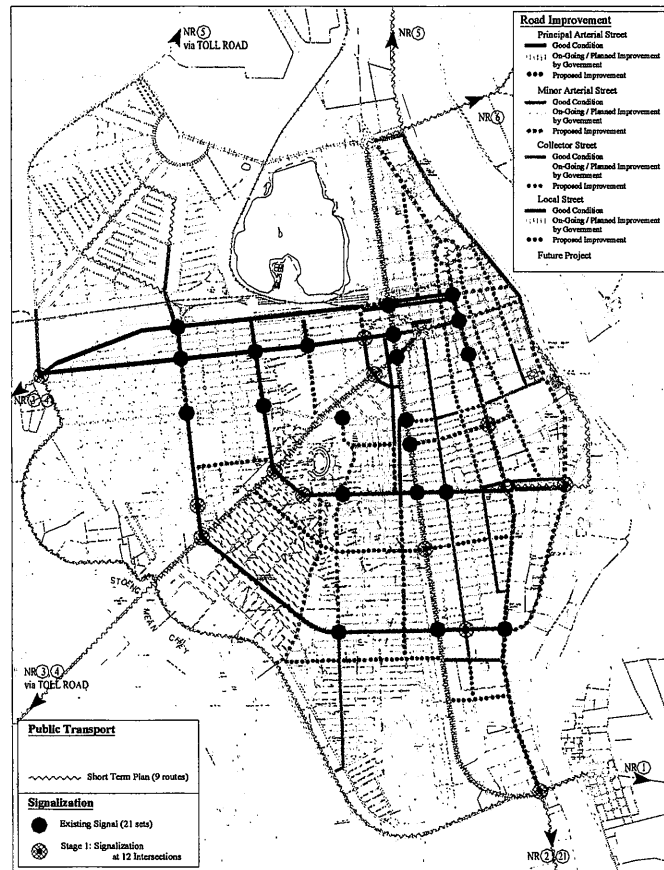 NR⑤
via TOLL ROAD
NR⑤
NR⑥
Road Improvement
Principal Arterial Street
Good Condition
On-Going / Planned Improvement
by Government
Proposed Improvement
Minor Arterial Street
Good Condition
On-Going / Planned Improvement
by Government
Proposed Improvement
Collector Street
Good Condition
On-Going / Planned Improvement
by Government
Proposed Improvement
Local Street
Good Condition
On-Going / Planned Improvement
by Government
Proposed Improvement
Future Project
STOENG
MEAN
CHEY
NR③④
via TOLL ROAD
Public Transport
Short Term Plan (9 routes)
Signalization
Existing Signal (21 sets)
Stage 1: Signalization
at 12 Intersections
NR①
NR②㉑